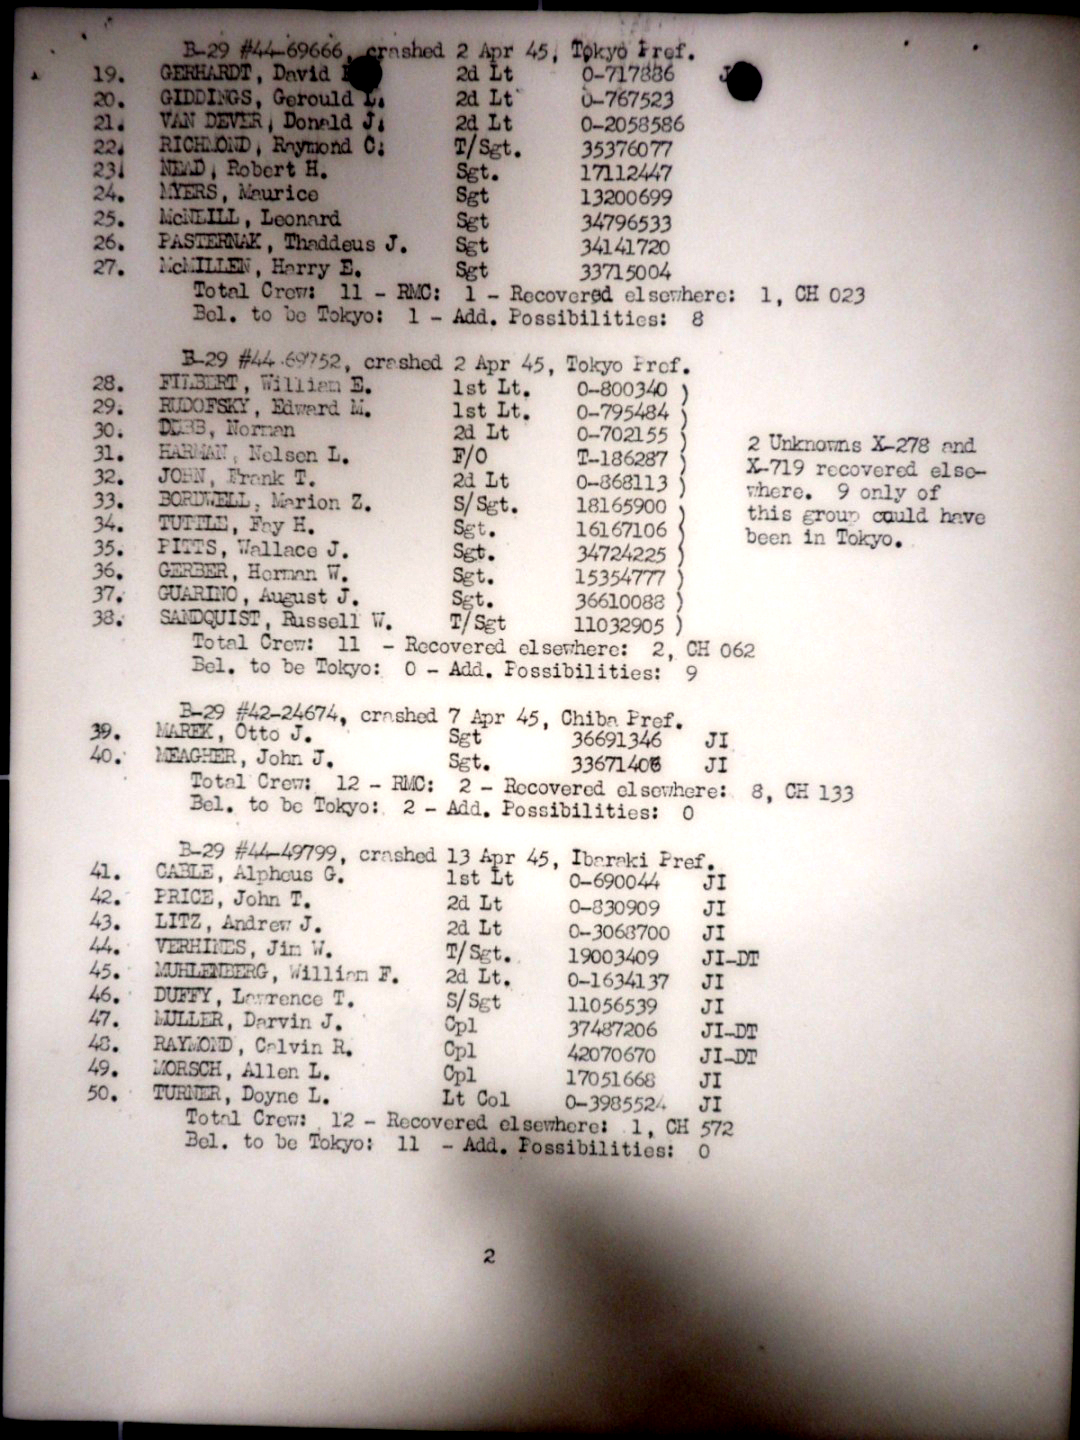 B-29 #44-69666, crashed 2 Apr 45, Tokyo Pref.
19. GERHARDT, David 2d Lt 0-717886 J
20. GIDDINGS, Gerould L. 2d Lt 0-767523
21. VAN DEVER, Donald J. 2d Lt 0-2058586
22. RICHMOND, Raymond C. T/Sgt. 35376077
23. NEAD, Robert H. Sgt. 17112447
24. MYERS, Maurice Sgt 13200699
25. McNEILL, Leonard Sgt 34796533
26. PASTERNAK, Thaddeus J. Sgt 34141720
27. McMILLEN, Harry E. Sgt 33715004
Total Crew: 11 - RMC: 1 - Recovered elsewhere: 1, CH 023
Bel. to be Tokyo: 1 - Add. Possibilities: 8
B-29 #44-69752, crashed 2 Apr 45, Tokyo Pref.
28. FILBERT, William E. 1st Lt. 0-800340 )
29. RUDOFSKY, Edward M. 1st Lt. 0-795484 )
30. Norman 2d Lt 0-702155 )
31. HARMAN, Nelson L. F/O T-186287 )
32. JOHN, Frank T. 2d Lt 0-868113 )
33. BORDWELL, Marion Z. S/Sgt. 18165900 )
34. TUTTLE, Fay H. Sgt. 16167106 )
35. PITTS, Wallace J. Sgt. 34724225 )
36. GERBER, Herman W. Sgt. 15354777 )
37. GUARINO, August J. Sgt. 36610088 )
38. SANDQUIST, Russell W. T/Sgt 11032905 )
2 Unknowns X-278 and
X-719 recovered else-
where. 9 only of
this group could have
been in Tokyo.
Total Crew: 11 - Recovered elsewhere: 2, CH 062
Bel. to be Tokyo: 0 - Add. Possibilities: 9
B-29 #42-24674, crashed 7 Apr 45, Chiba Pref.
39. MAREK, Otto J. Sgt 36691346 JI
40. MEAGHER, John J. Sgt. JI
Total Crew: 12 - RMC: 2 - Recovered elsewhere: 8, CH 133
Bel. to be Tokyo: 2 - Add. Possibilities: 0
B-29 #44-49799, crashed 13 Apr 45, Ibaraki Pref.
41. CABLE, Alpheus G. 1st Lt 0-690044 JI
42. PRICE, John T. 2d Lt 0-830909 JI
43. LITZ, Andrew J. 2d Lt 0-3068700 JI
44. VERHINES, Jim W. T/Sgt. 19003409 JI-DT
45. MUHLENBERG, William F. 2d Lt. 0-1634137 JI
46. DUFFY, Lawrence T. S/Sgt 11056539 JI
47. MULLER, Darvin J. Cpl 37487206 JI-DT
48. RAYMOND, Calvin R. Cpl 42070670 JI-DT
49. MORSCH, Allen L. Cpl 17051668 JI
50. TURNER, Doyne L. Lt Col 0-3985524 JI
Total Crew: 12 - Recovered elsewhere: 1, CH 572
Bel. to be Tokyo: 11 - Add. Possibilities: 0
2